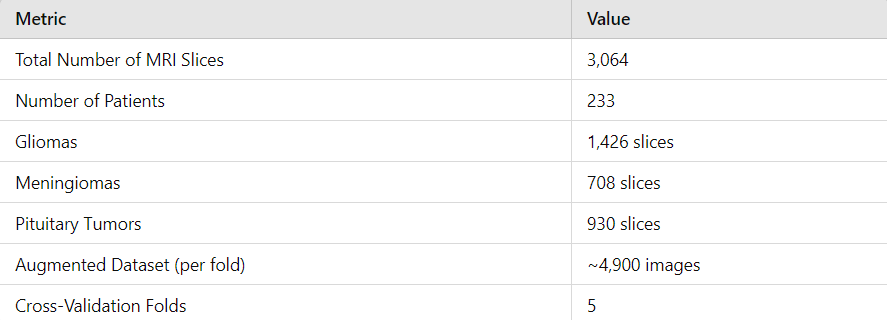 Metric Value
Total Number of MRI Slices 3,064
Number of Patients 233
Gliomas 1,426 slices
Meningiomas 708 slices
Pituitary Tumors 930 slices
Augmented Dataset (per fold) ~4,900 images
Cross-Validation Folds 5